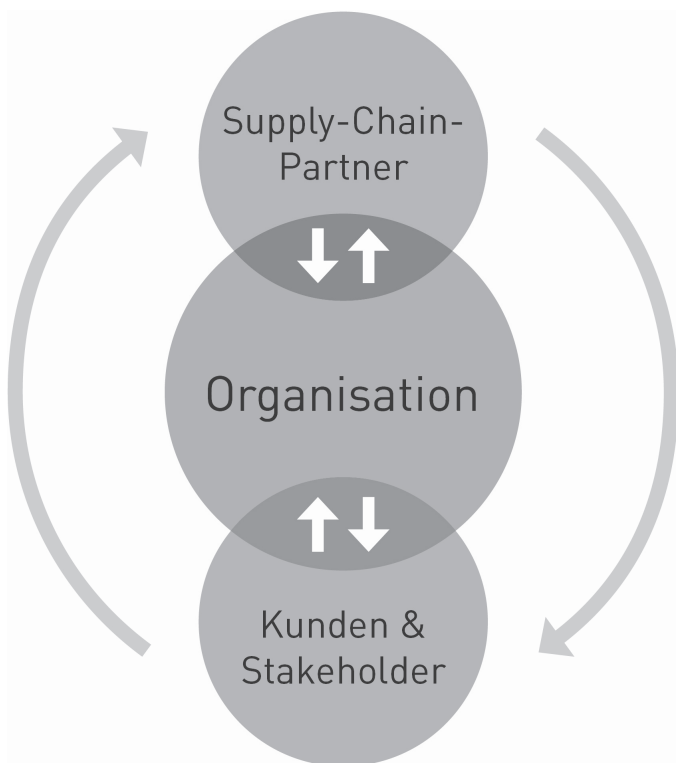 Supply-Chain-
Partner
Organisation
Kunden &
Stakeholder